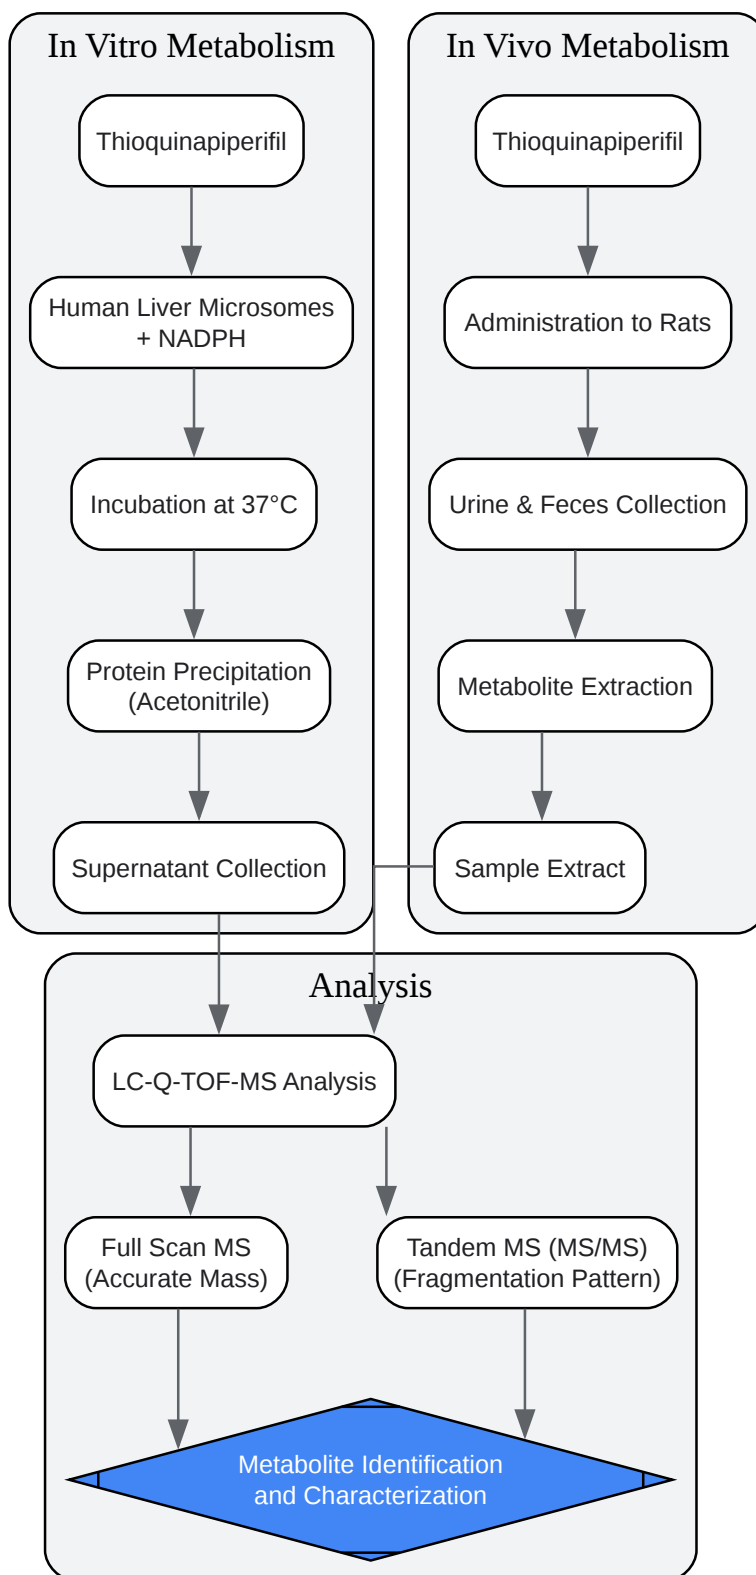 In Vitro Metabolism
Thioquinapiperifil
Human Liver Microsomes
+ NADPH
Incubation at 37°C
Protein Precipitation
(Acetonitrile)
Supernatant Collection
In Vivo Metabolism
Thioquinapiperifil
Administration to Rats
Urine & Feces Collection
Metabolite Extraction
Sample Extract
Analysis
LC-Q-TOF-MS Analysis
Full Scan MS
(Accurate Mass)
Tandem MS (MS/MS)
(Fragmentation Pattern)
Metabolite Identification
and Characterization